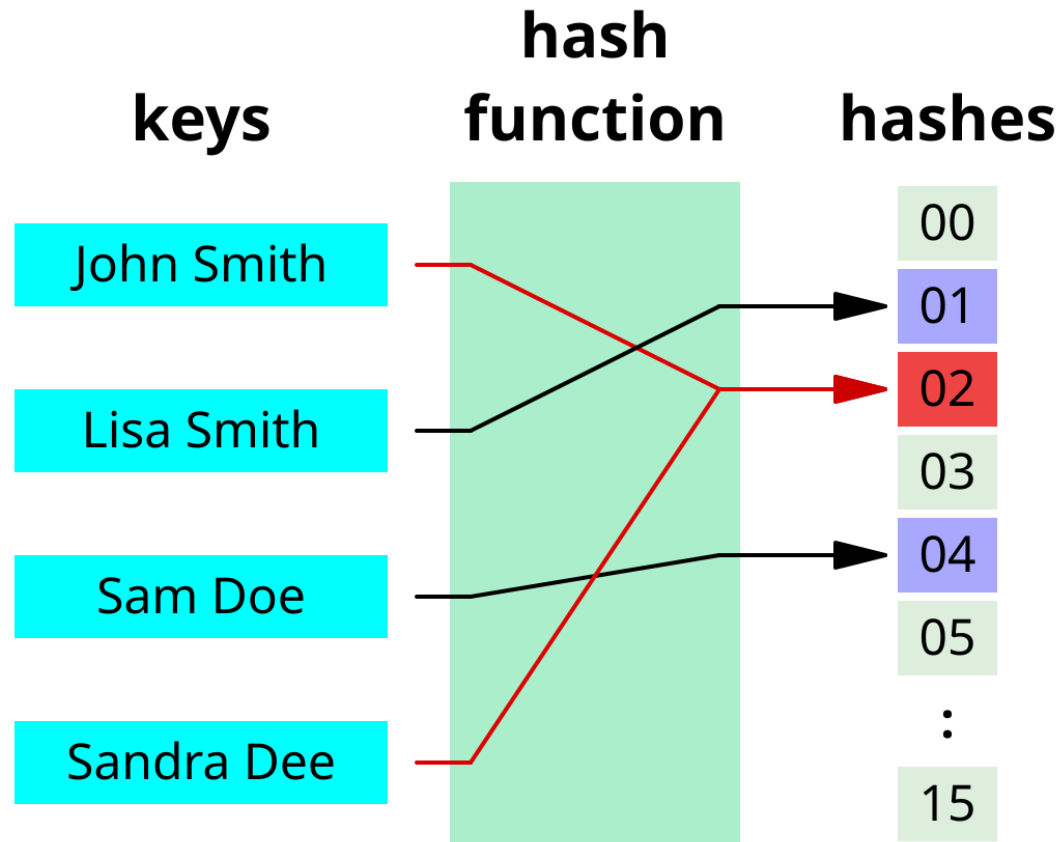 keys
hash
function
hashes
John Smith
Lisa Smith
Sam Doe
Sandra Dee
00
01
02
03
04
05
:
15